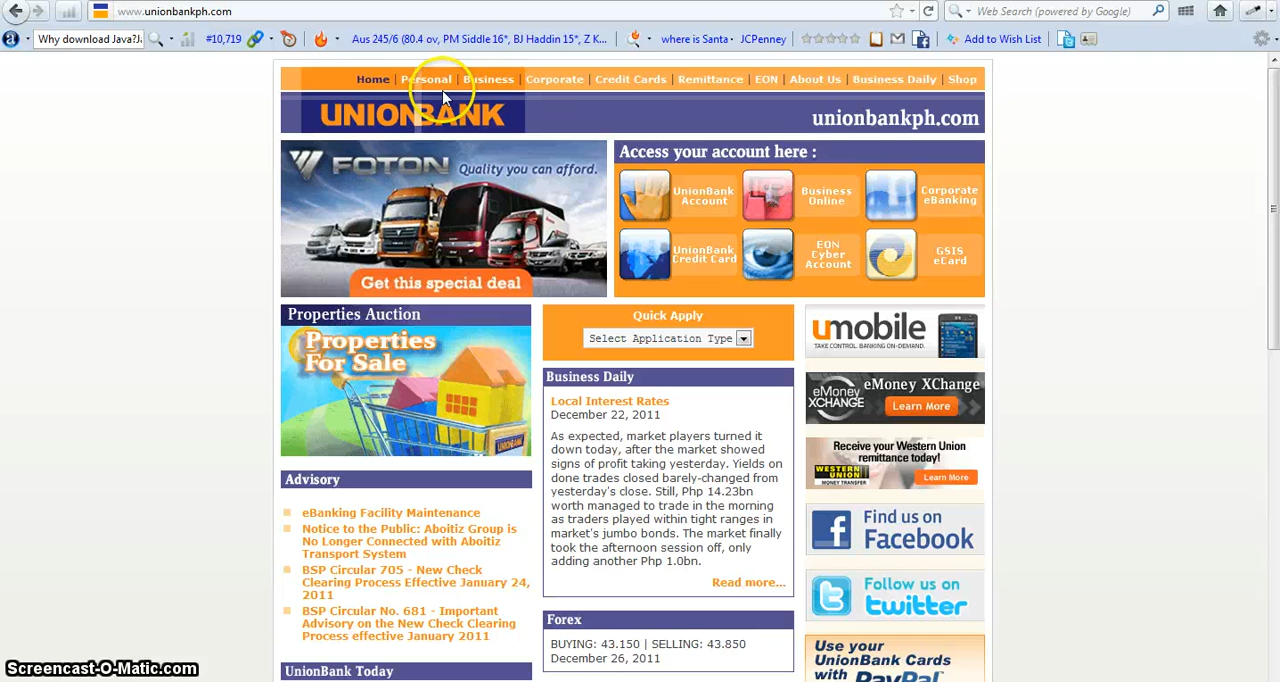 www.unionbankph.com
Web Search (powered by Google)
Why download Java?J
#10,719
Aus 245/6 (80.4 ov, PM Siddle 16*, BJ Haddin 15*, Z K...
where is Santa
JCPenney
Add to Wish List
Home | Personal | Business | Corporate | Credit Cards | Remittance | EON | About Us | Business Daily | Shop
UNIONBANK
unionbankph.com
FOTON
Quality you can afford.
Get this special deal
Access your account here :
UnionBank
Account
Business
Online
Corporate
eBanking
UnionBank
Credit Card
EON
Cyber
Account
GSIS
eCard
Properties Auction
Properties
For Sale
UNIONBANK
Advisory
eBanking Facility Maintenance
Notice to the Public: Aboitiz Group is
No Longer Connected with Aboitiz
Transport System
BSP Circular 705 - New Check
Clearing Process Effective January 24,
2011
BSP Circular No. 681 - Important
Advisory on the New Check Clearing
Process effective January 2011
UnionBank Today
Quick Apply
Select Application Type
Business Daily
Local Interest Rates
December 22, 2011
As expected, market players turned it
down today, after the market showed
signs of profit taking yesterday. Yields on
done trades closed barely-changed from
yesterday's close. Still, Php 14.23bn
worth managed to trade in the morning
as traders played within tight ranges in
market's jumbo bonds. The market finally
took the afternoon session off, only
adding another Php 1.0bn.
Read more...
Forex
BUYING: 43.150 | SELLING: 43.850
December 26, 2011
umobile
TAKE CONTROL. BANKING ON-DEMAND.
eMoney
XCHANGE
eMoney XChange
Learn More
Receive your Western Union
remittance today!
WESTERN
UNION
MONEY TRANSFER
Learn More
Find us on
Facebook
Follow us on
twitter
Use your
UnionBank Cards
with PayPal
Screencast-O-Matic.com